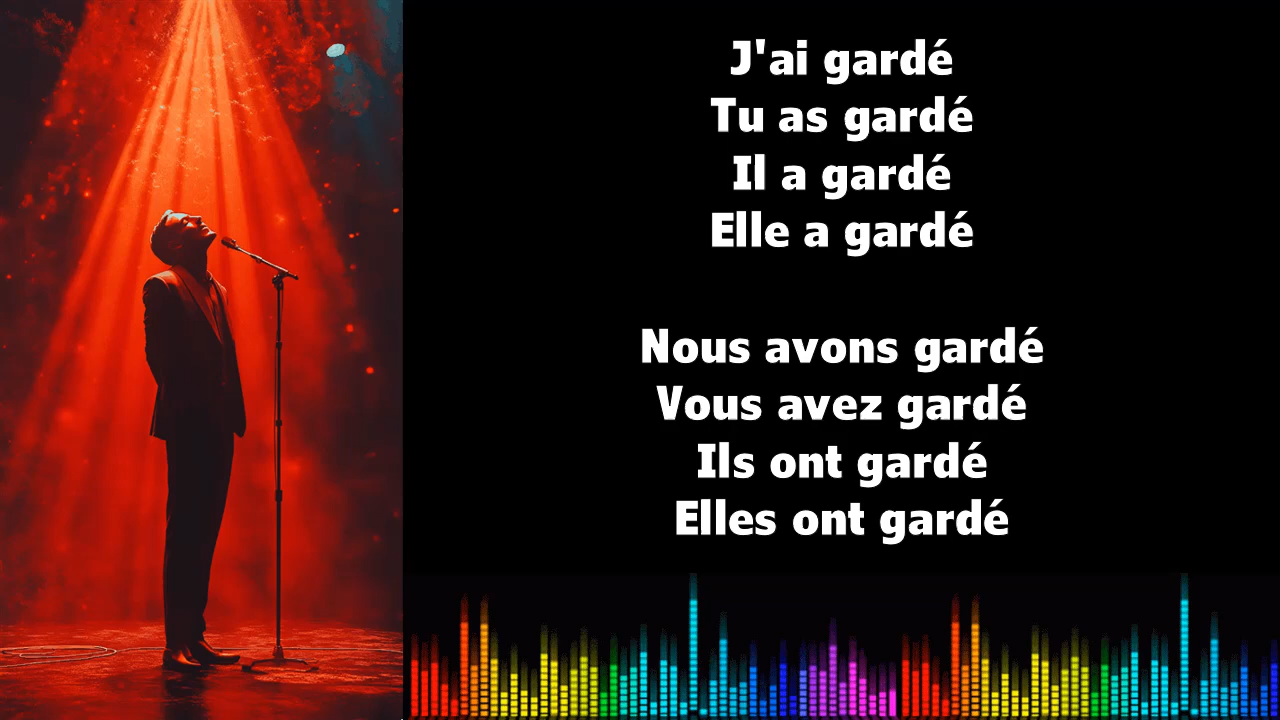 J'ai gardé
Tu as gardé
Il a gardé
Elle a gardé
Nous avons gardé
Vous avez gardé
Ils ont gardé
Elles ont gardé